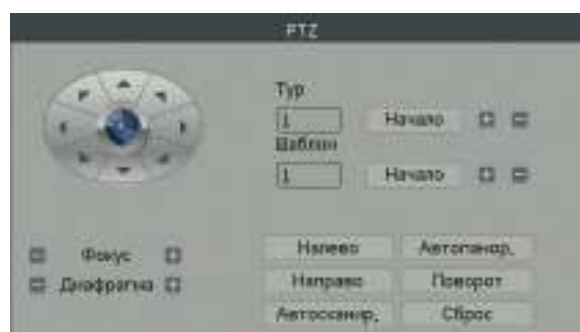 PTZ
Тур
1 Начало
Шаблон
1 Начало
Фокус
Диафрагма
Налево Автопанор.
Направо Поворот
Автосканир. Сброс